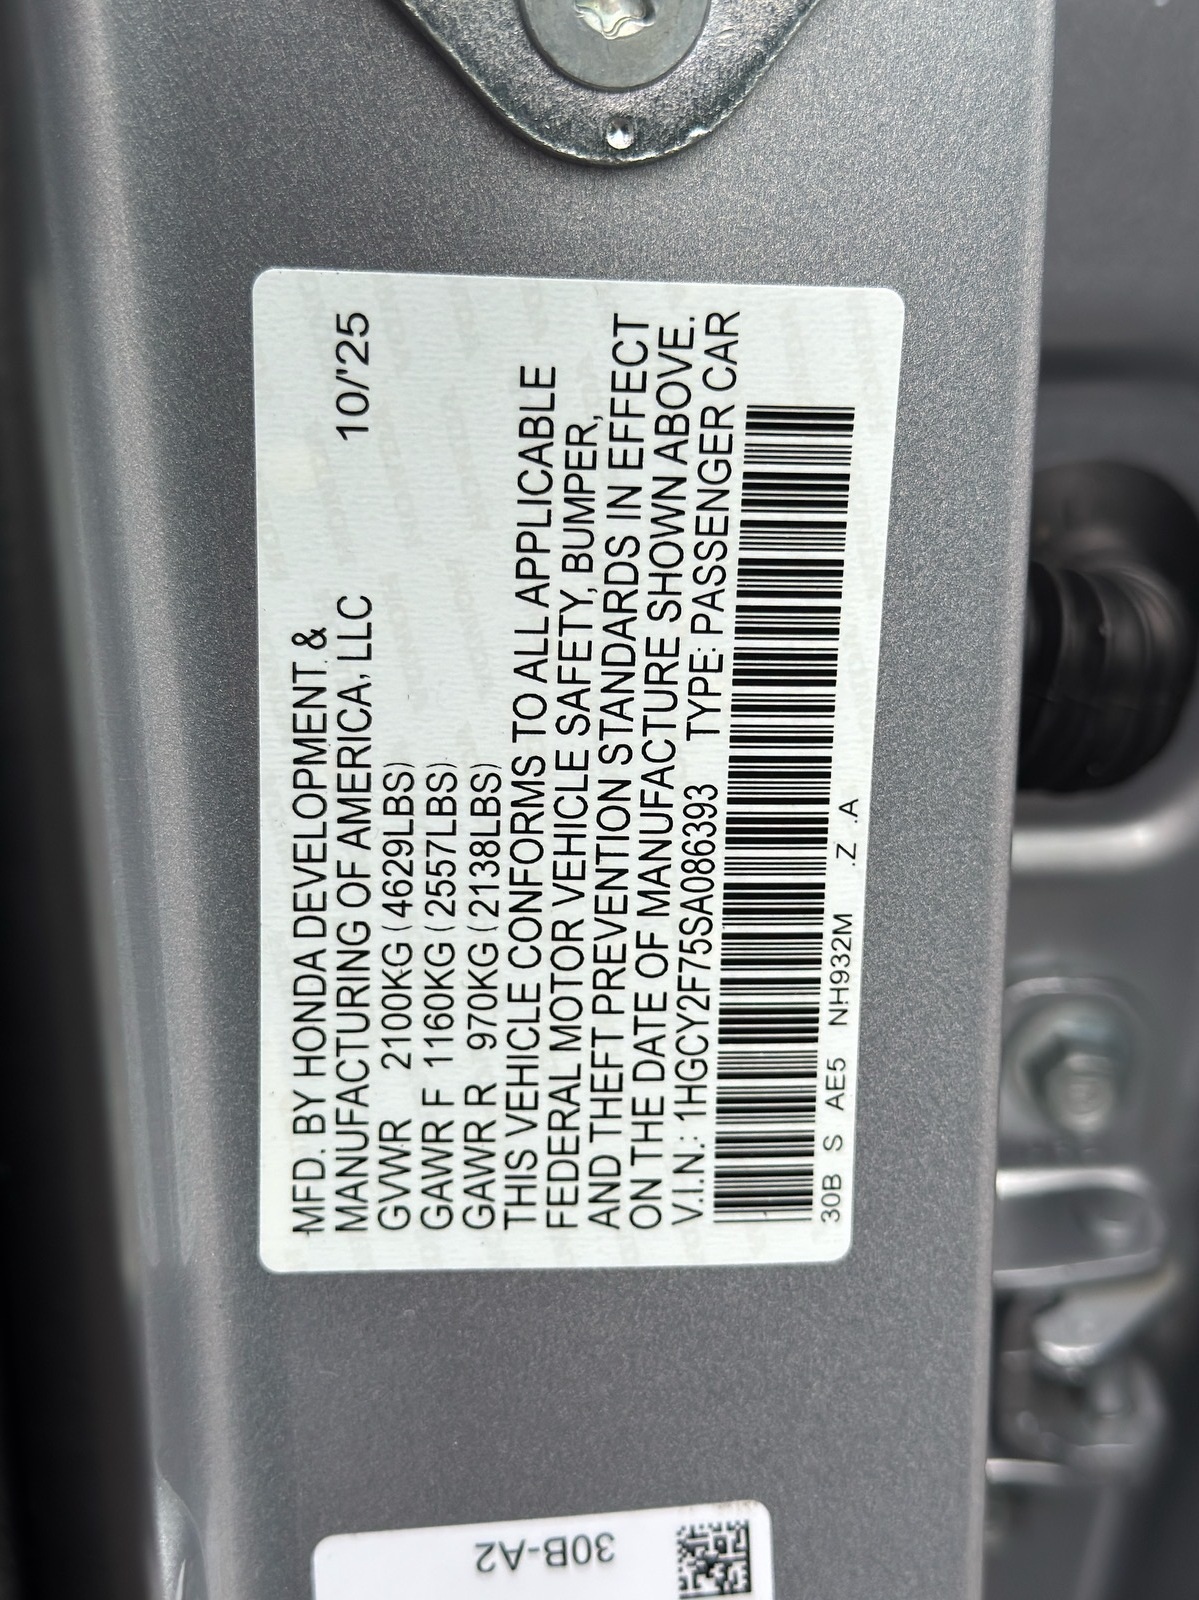 MFD. BY HONDA DEVELOPMENT &
MANUFACTURING OF AMERICA, LLC 10/'25
GVWR 2100KG (4629LBS)
GAWR F 1160KG (2557LBS)
GAWR R 970KG (2138LBS)
THIS VEHICLE CONFORMS TO ALL APPLICABLE
FEDERAL MOTOR VEHICLE SAFETY, BUMPER,
AND THEFT PREVENTION STANDARDS IN EFFECT
ON THE DATE OF MANUFACTURE SHOWN ABOVE.
V.I.N.: 1HGCY2F75SA086393 TYPE: PASSENGER CAR
30B S AE5 NH932M .Z .A
30B-A2